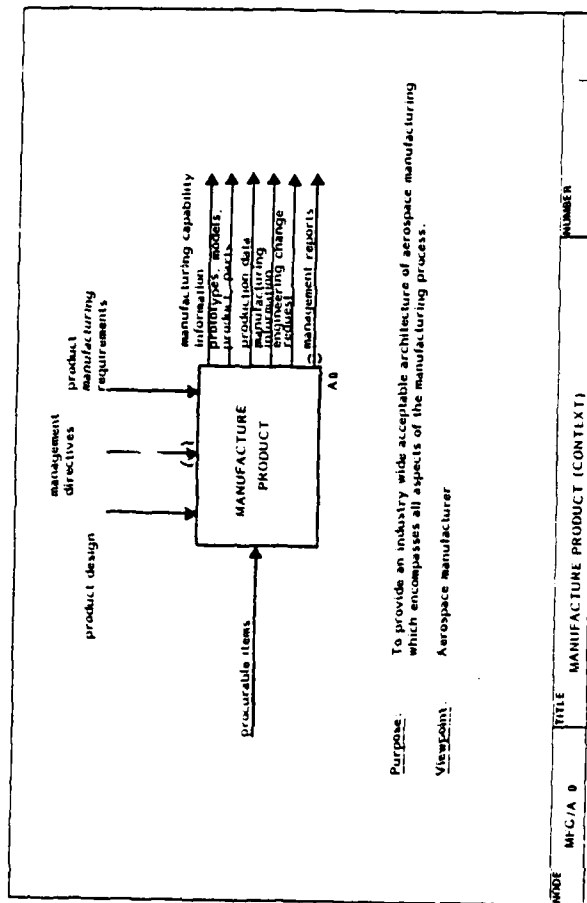 product design
management
directives
product
manufacturing
requirements
procurable items
MANUFACTURE
PRODUCT
A0
manufacturing capability
information
prototypes, models,
product, parts
production data
manufacturing
information
engineering change
request
management reports
Purpose: To provide an industry wide acceptable architecture of aerospace manufacturing
which encompasses all aspects of the manufacturing process.
Viewpoint: Aerospace manufacturer
NODE MFG/A 0
TITLE MANUFACTURE PRODUCT (CONTEXT)
NUMBER